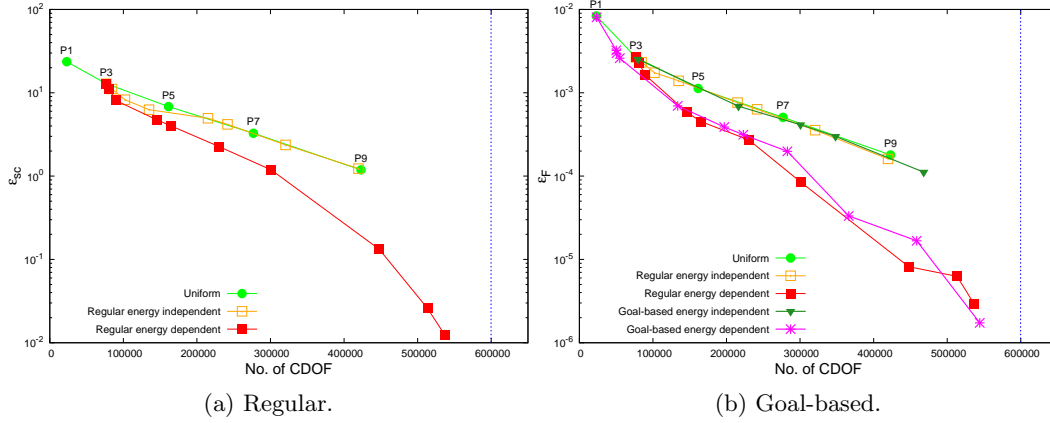 10^2
10^1
10^0
10^-1
10^-2
ε_sc
P1
P3
P5
P7
P9
Uniform
Regular energy independent
Regular energy dependent
0 100000 200000 300000 400000 500000 600000
No. of CDOF
(a) Regular.
10^-2
10^-3
10^-4
10^-5
10^-6
ε_F
P1
P3
P5
P7
P9
Uniform
Regular energy independent
Regular energy dependent
Goal-based energy independent
Goal-based energy dependent
0 100000 200000 300000 400000 500000 600000
No. of CDOF
(b) Goal-based.